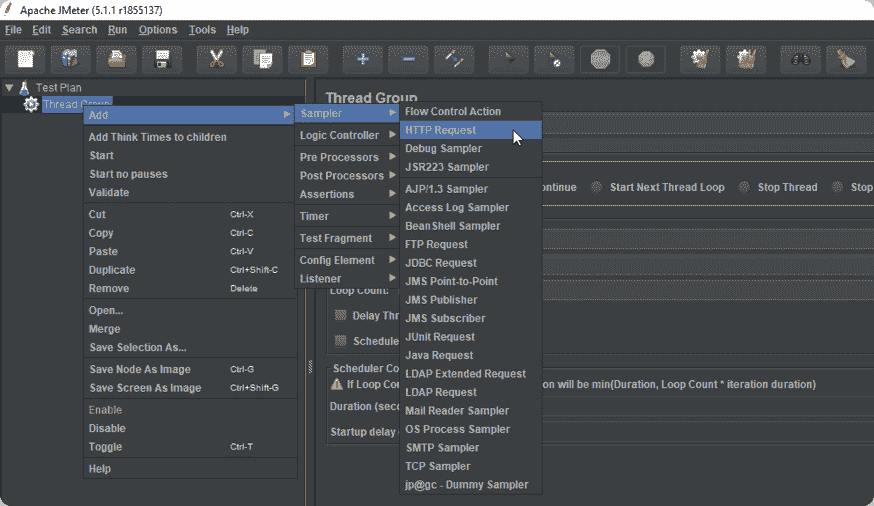 Apache JMeter (5.1.1 r1855137)
File Edit Search Run Options Tools Help
Test Plan
Thread Group
Add
Add Think Times to children
Start
Start no pauses
Validate
Cut Ctrl-X
Copy Ctrl-C
Paste Ctrl-V
Duplicate Ctrl+Shift-C
Remove Delete
Open...
Merge
Save Selection As...
Save Node As Image Ctrl-G
Save Screen As Image Ctrl+Shift-G
Enable
Disable
Toggle Ctrl-T
Help
Sampler
Logic Controller
Pre Processors
Post Processors
Assertions
Timer
Test Fragment
Config Element
Listener
Flow Control Action
HTTP Request
Debug Sampler
JSR223 Sampler
AJP/1.3 Sampler
Access Log Sampler
BeanShell Sampler
FTP Request
JDBC Request
JMS Point-to-Point
JMS Publisher
JMS Subscriber
JUnit Request
Java Request
LDAP Extended Request
LDAP Request
Mail Reader Sampler
OS Process Sampler
SMTP Sampler
TCP Sampler
jp@gc - Dummy Sampler
Thread Group
ontinue Start Next Thread Loop Stop Thread Stop
Loop Count:
Delay Thr
Schedule
Scheduler Co
If Loop Cou on will be min(Duration, Loop Count * iteration duration)
Duration (seco
Startup delay